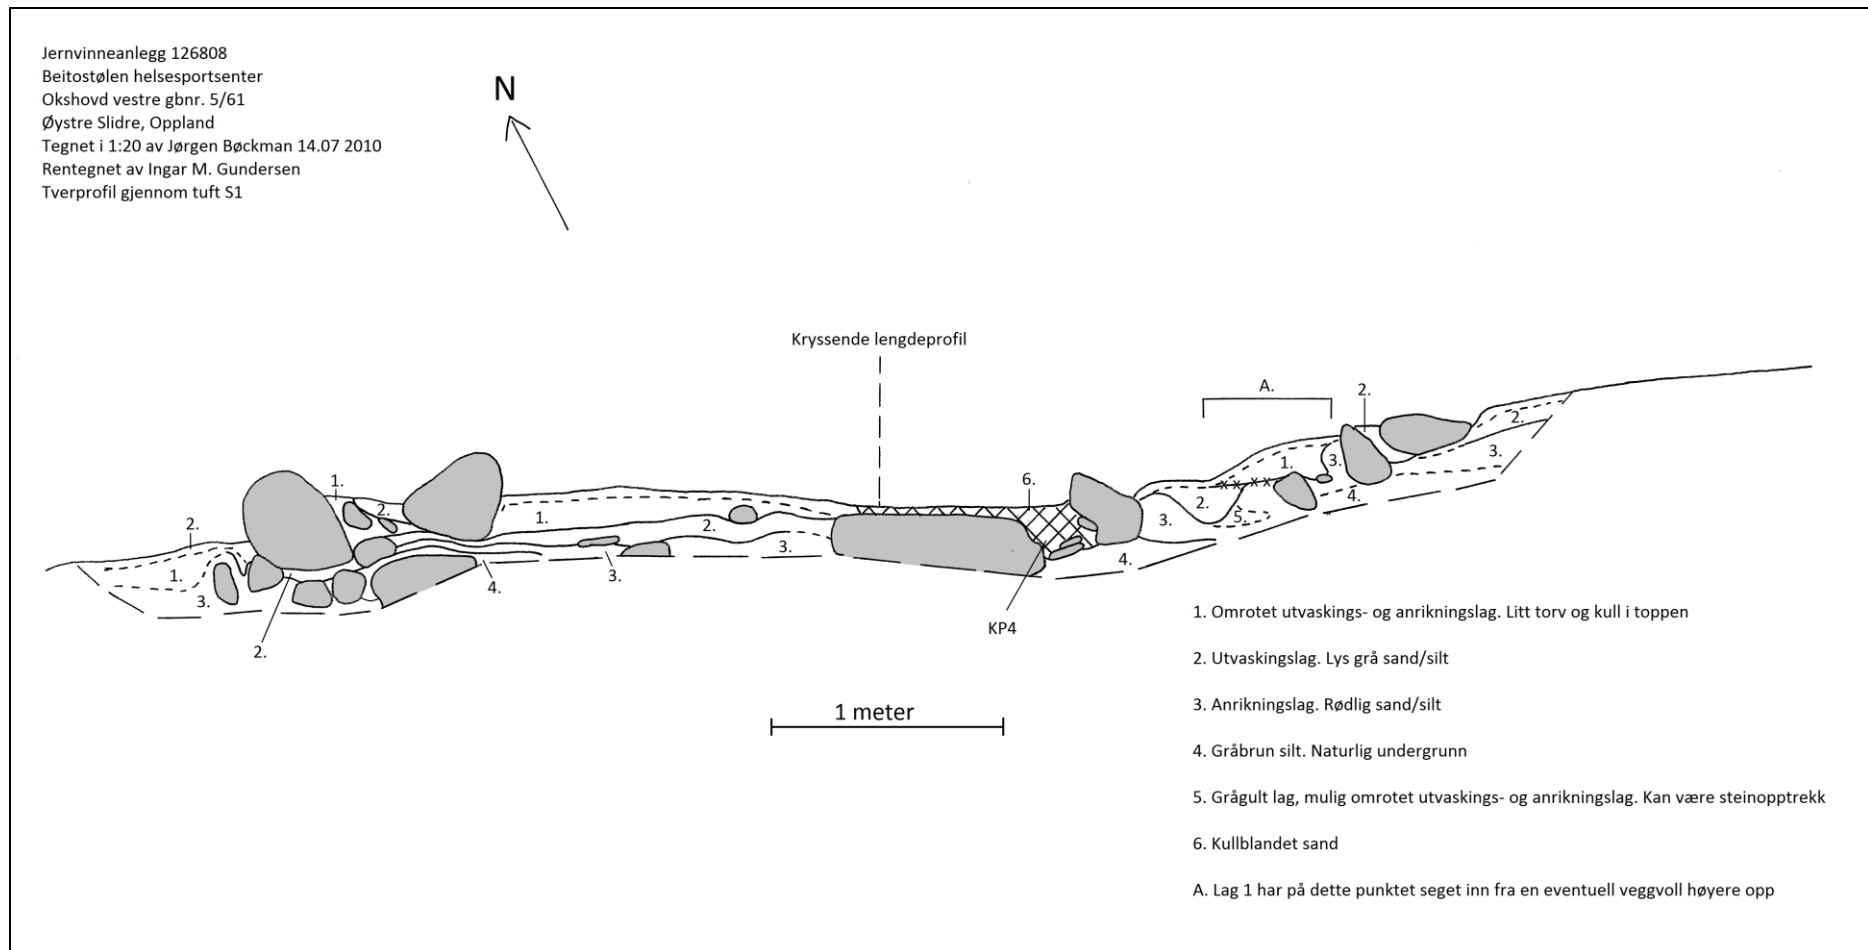 Jernvinneanlegg 126808
Beitostølen helsesportsenter
Okshovd vestre gbnr. 5/61
Øystre Slidre, Oppland
Tegnet i 1:20 av Jørgen Bøckman 14.07 2010
Rentegnet av Ingar M. Gundersen
Tverprofil gjennom tuft S1
N
Kryssende lengdeprofil
A.
2.
2.
1.
3.
3.
6.
1.
2.
4.
2.
1.
2.
5.
3.
2.
3.
4.
1.
3.
4.
3.
2.
KP4
1 meter
1. Omrotet utvaskings- og anrikningslag. Litt torv og kull i toppen
2. Utvaskingslag. Lys grå sand/silt
3. Anrikningslag. Rødlig sand/silt
4. Gråbrun silt. Naturlig undergrunn
5. Grågult lag, mulig omrotet utvaskings- og anrikningslag. Kan være steinopptrekk
6. Kullblandet sand
A. Lag 1 har på dette punktet seget inn fra en eventuell veggvoll høyere opp